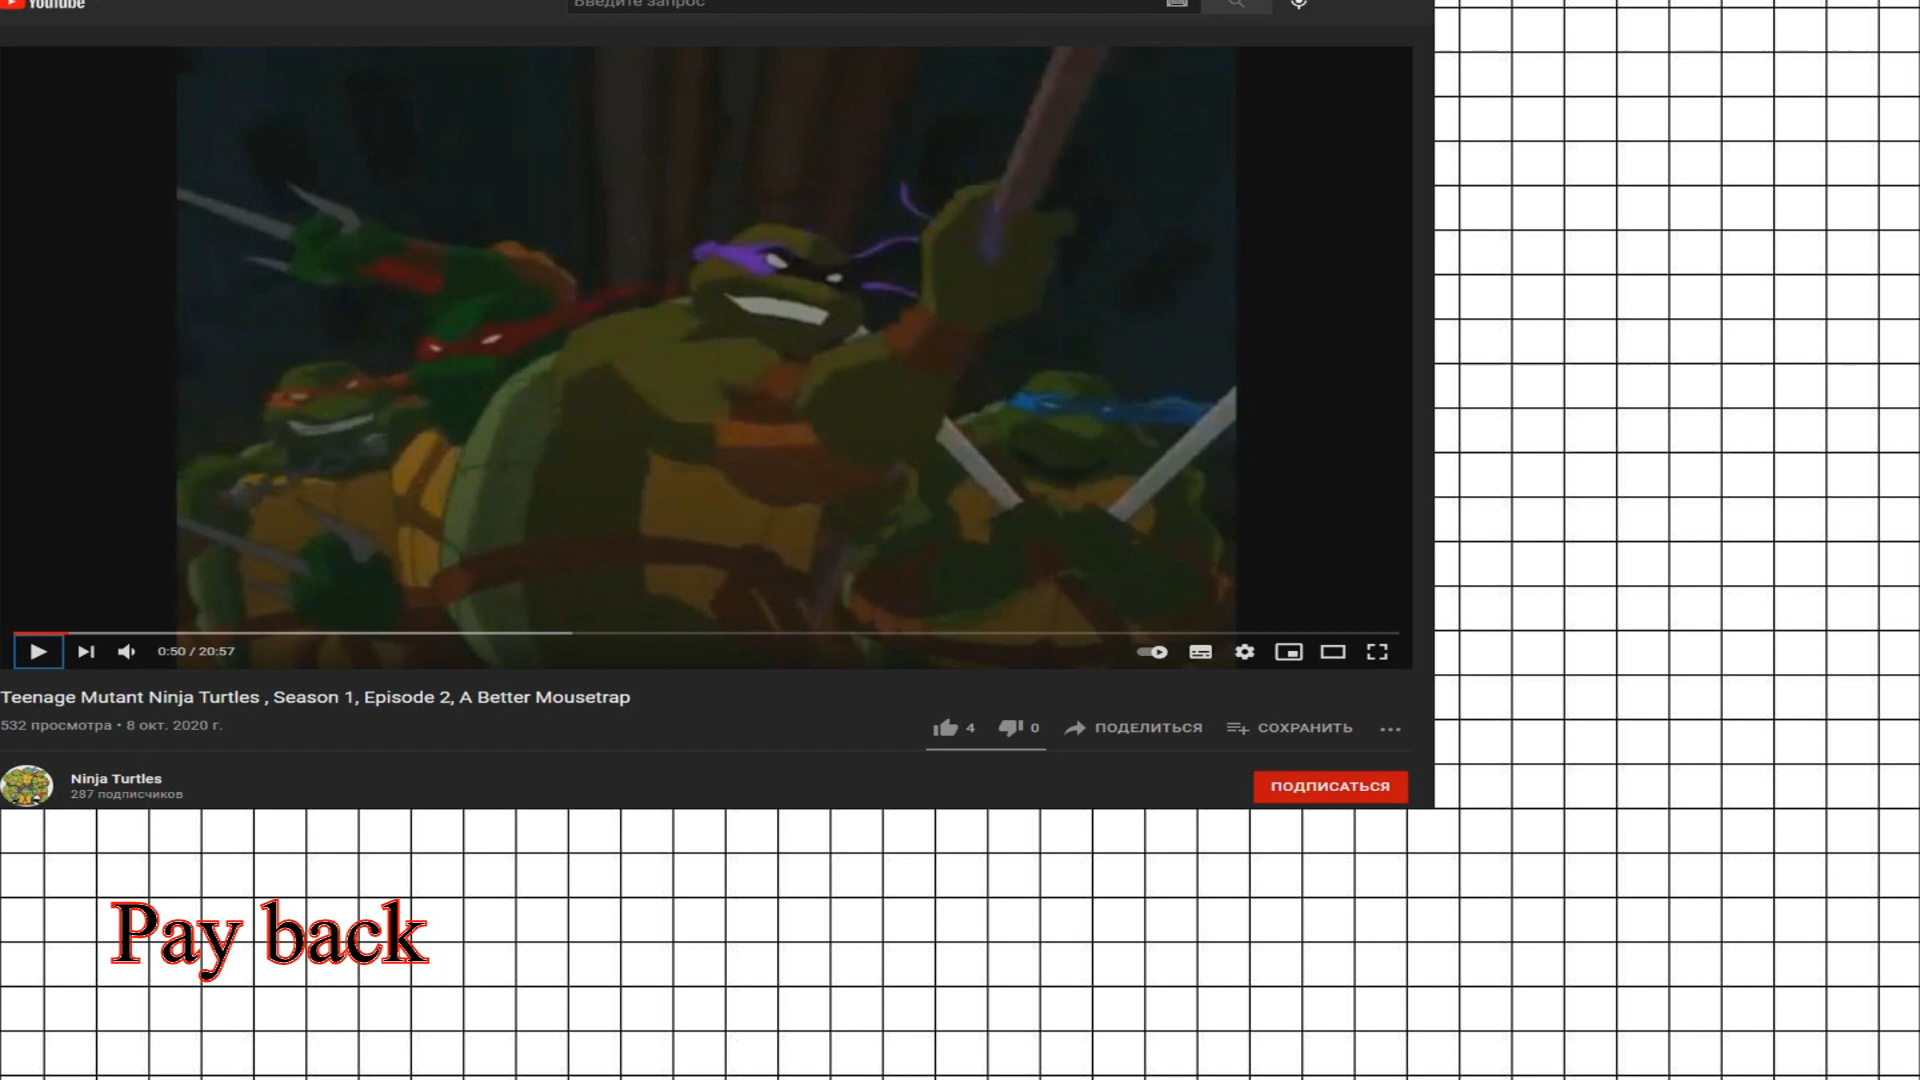 YouTube
Введите запрос
0:50 / 20:57
Teenage Mutant Ninja Turtles , Season 1, Episode 2, A Better Mousetrap
532 просмотра • 8 окт. 2020 г.
4 0 ПОДЕЛИТЬСЯ СОХРАНИТЬ
Ninja Turtles
287 подписчиков
ПОДПИСАТЬСЯ
Pay back